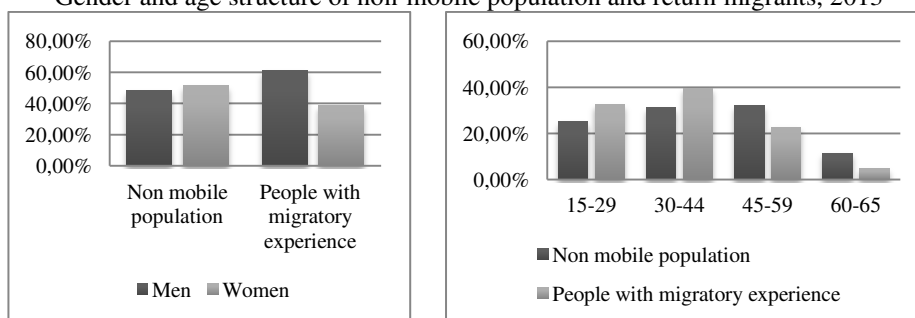 Gender and age structure of non-mobile population and return migrants, 2013
80,00%
60,00%
40,00%
20,00%
0,00%
Non mobile
population
People with
migratory
experience
Men
Women
60,00%
40,00%
20,00%
0,00%
15-29
30-44
45-59
60-65
Non mobile population
People with migratory experience